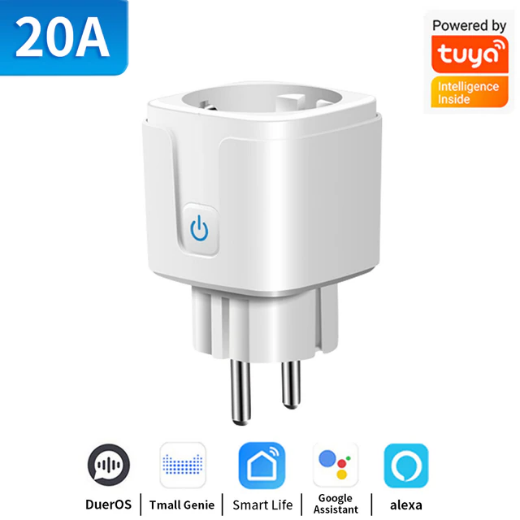 20A
Powered by
tuya
Intelligence
Inside
DuerOS
Tmall Genie
Smart Life
Google
Assistant
alexa